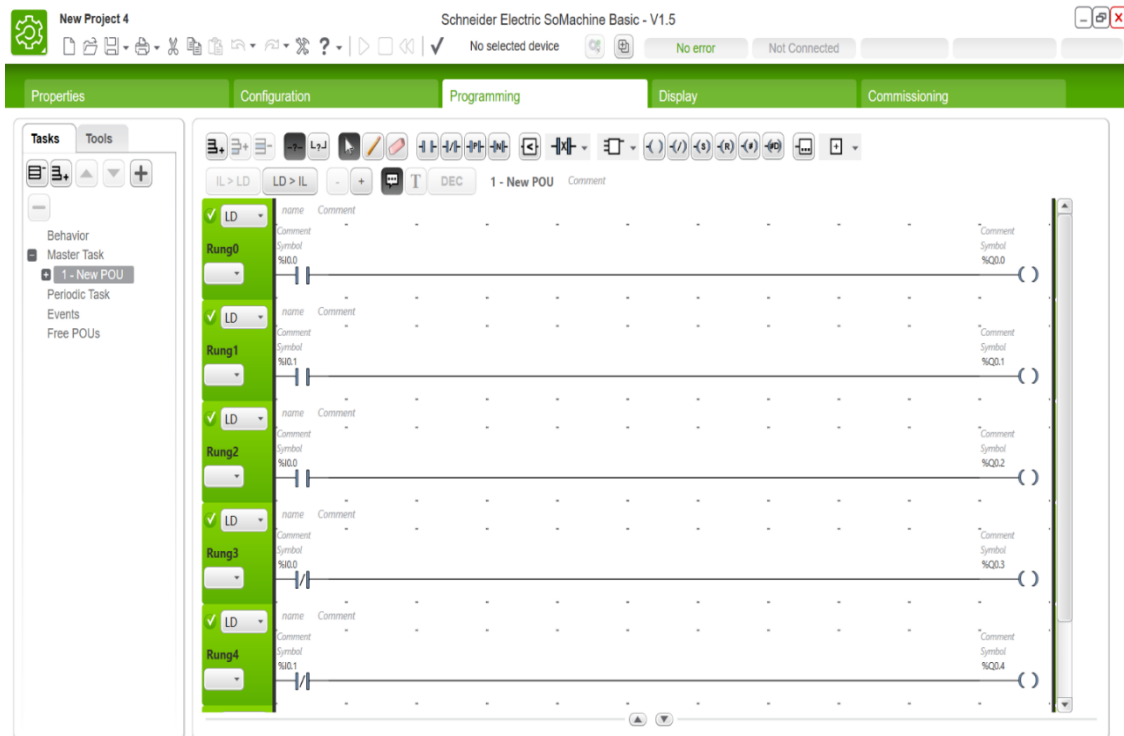 New Project 4
Schneider Electric SoMachine Basic - V1.5
No selected device
No error
Not Connected
Properties
Configuration
Programming
Display
Commissioning
Tasks
Tools
IL > LD
LD > IL
-
+
T
DEC
1 - New POU
Comment
Behavior
Master Task
1 - New POU
Periodic Task
Events
Free POUs
LD
name Comment
Comment
Symbol
%I0.0
Rung0
Comment
Symbol
%Q0.0
LD
name Comment
Comment
Symbol
%I0.1
Rung1
Comment
Symbol
%Q0.1
LD
name Comment
Comment
Symbol
%I0.0
Rung2
Comment
Symbol
%Q0.2
LD
name Comment
Comment
Symbol
%I0.0
Rung3
Comment
Symbol
%Q0.3
LD
name Comment
Comment
Symbol
%I0.1
Rung4
Comment
Symbol
%Q0.4